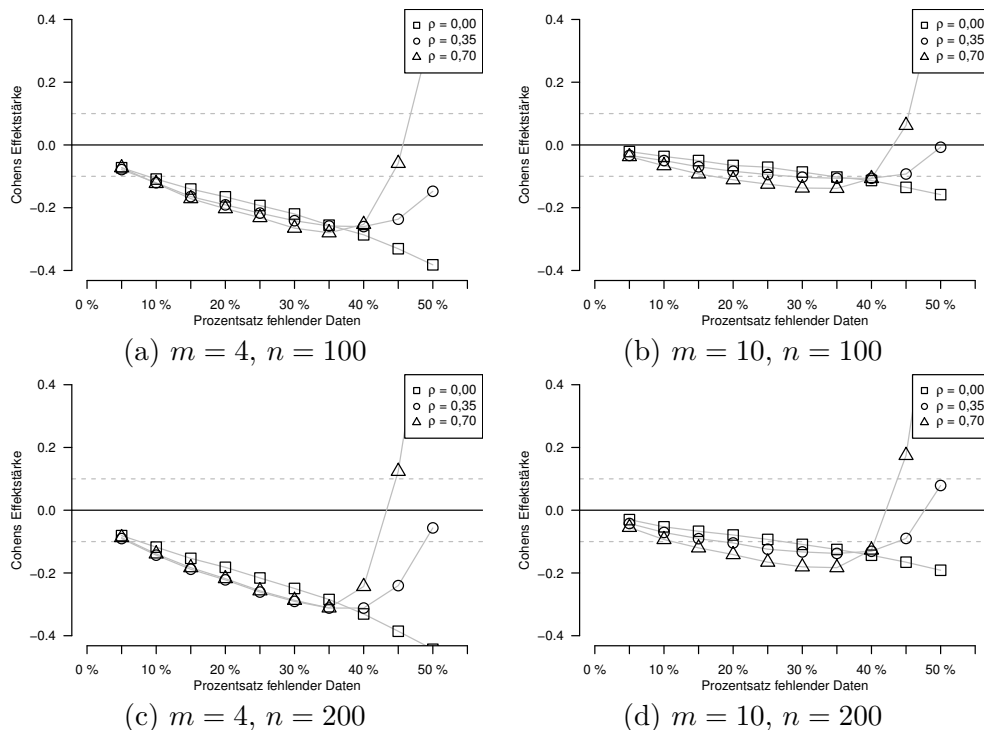 0.4
0.2
0.0
−0.2
−0.4
Cohens Effektstärke
ρ = 0,00
ρ = 0,35
ρ = 0,70
0 %
10 %
20 %
30 %
40 %
50 %
Prozentsatz fehlender Daten
(a) m = 4, n = 100
0.4
0.2
0.0
−0.2
−0.4
Cohens Effektstärke
ρ = 0,00
ρ = 0,35
ρ = 0,70
0 %
10 %
20 %
30 %
40 %
50 %
Prozentsatz fehlender Daten
(b) m = 10, n = 100
0.4
0.2
0.0
−0.2
−0.4
Cohens Effektstärke
ρ = 0,00
ρ = 0,35
ρ = 0,70
0 %
10 %
20 %
30 %
40 %
50 %
Prozentsatz fehlender Daten
(c) m = 4, n = 200
0.4
0.2
0.0
−0.2
−0.4
Cohens Effektstärke
ρ = 0,00
ρ = 0,35
ρ = 0,70
0 %
10 %
20 %
30 %
40 %
50 %
Prozentsatz fehlender Daten
(d) m = 10, n = 200